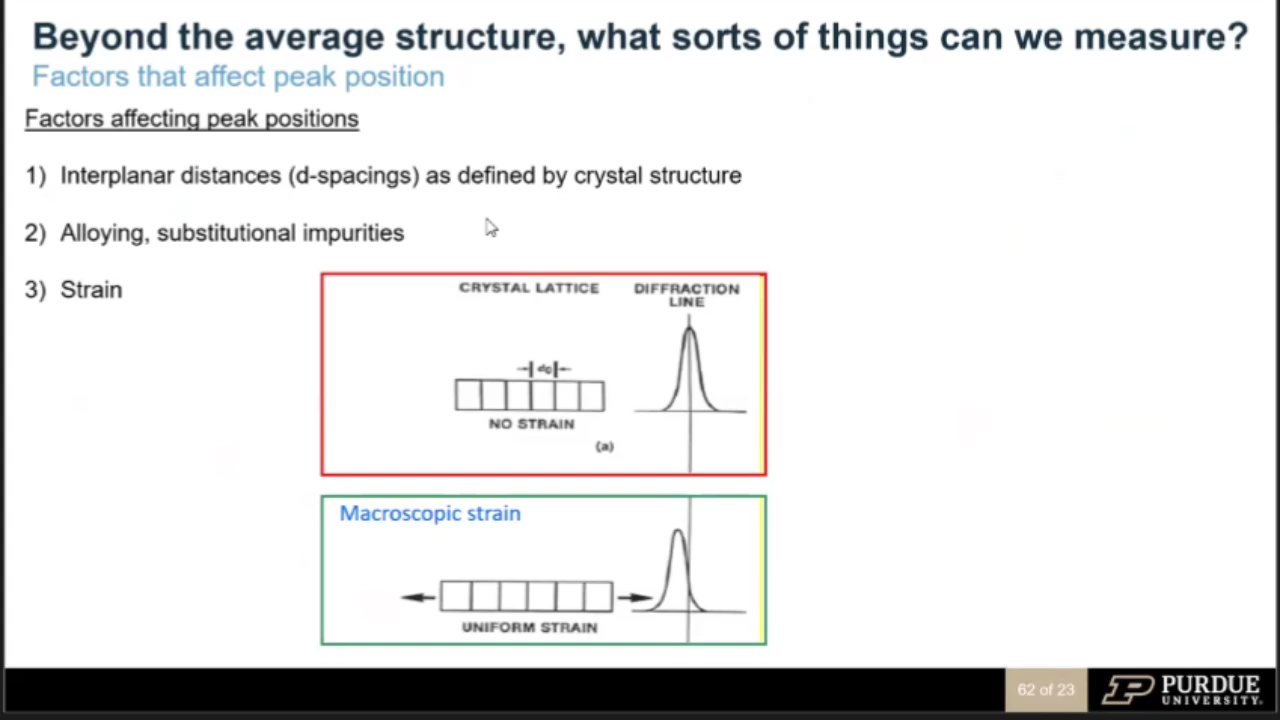 Beyond the average structure, what sorts of things can we measure?
Factors that affect peak position
Factors affecting peak positions
1) Interplanar distances (d-spacings) as defined by crystal structure
2) Alloying, substitutional impurities
3) Strain
CRYSTAL LATTICE
DIFFRACTION
LINE
do
NO STRAIN
(a)
Macroscopic strain
UNIFORM STRAIN
62 of 23
PURDUE
UNIVERSITY.